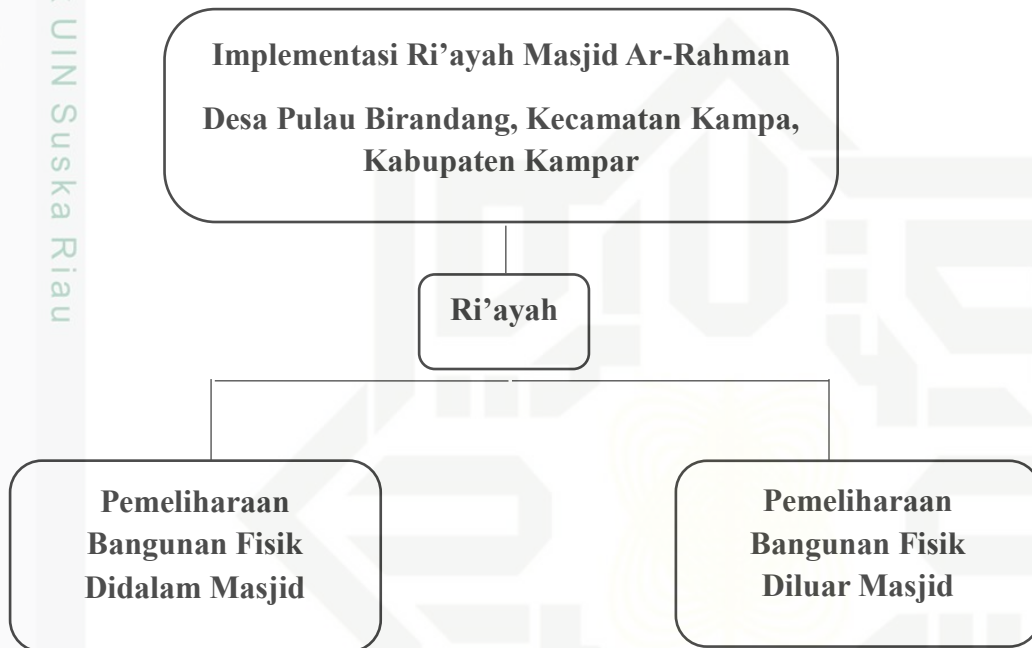 UIN Suska Riau
Implementasi Ri’ayah Masjid Ar-Rahman
Desa Pulau Birandang, Kecamatan Kampa,
Kabupaten Kampar
Ri’ayah
Pemeliharaan
Bangunan Fisik
Didalam Masjid
Pemeliharaan
Bangunan Fisik
Diluar Masjid